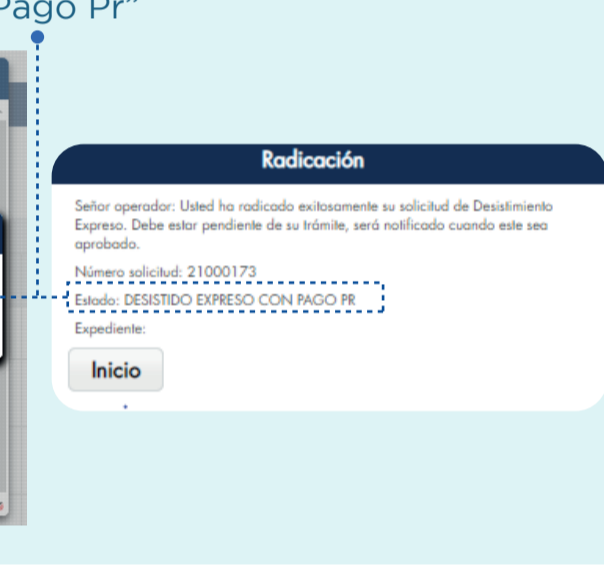 Pago Pr"
Radicación
Señor operador: Usted ha radicado exitosamente su solicitud de Desistimiento
Expreso. Debe estar pendiente de su trámite, será notificado cuando este sea
aprobado.
Número solicitud: 21000173
Estado: DESISTIDO EXPRESO CON PAGO PR
Expediente:
Inicio